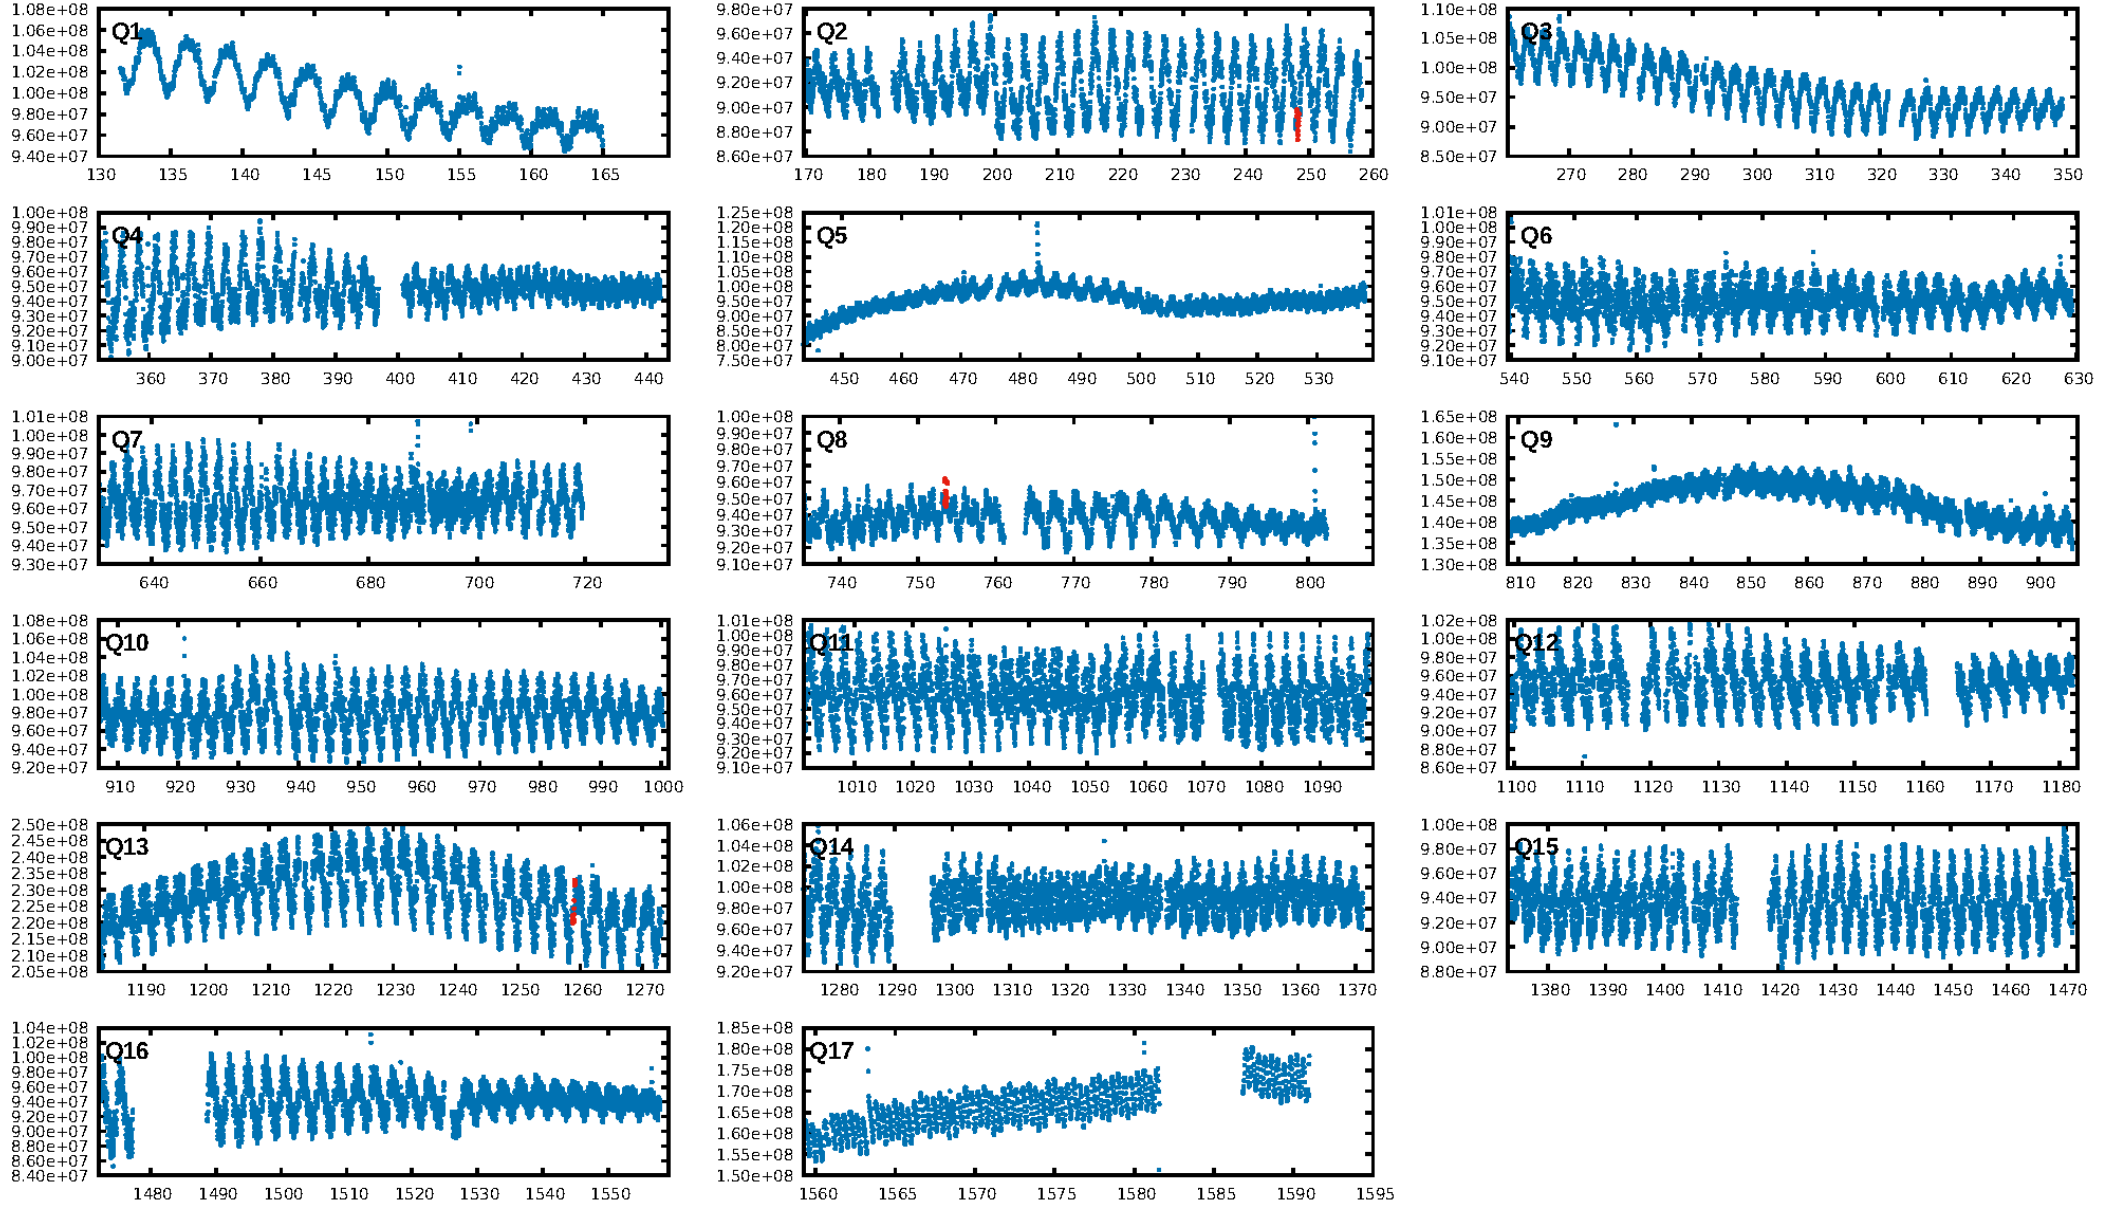 1.08e+08 1.06e+08 1.04e+08 1.02e+08 1.00e+08 9.80e+07 9.60e+07 9.40e+07
Q1
130 135 140 145 150 155 160 165
9.80e+07 9.60e+07 9.40e+07 9.20e+07 9.00e+07 8.80e+07 8.60e+07
Q2
170 180 190 200 210 220 230 240 250 260
1.10e+08 1.05e+08 1.00e+08 9.50e+07 9.00e+07 8.50e+07
Q3
270 280 290 300 310 320 330 340 350
1.00e+08 9.90e+07 9.80e+07 9.70e+07 9.60e+07 9.50e+07 9.40e+07 9.30e+07 9.20e+07 9.10e+07 9.00e+07
Q4
360 370 380 390 400 410 420 430 440
1.25e+08 1.20e+08 1.15e+08 1.10e+08 1.05e+08 1.00e+08 9.50e+07 9.00e+07 8.50e+07 8.00e+07 7.50e+07
Q5
450 460 470 480 490 500 510 520 530
1.01e+08 1.00e+08 9.90e+07 9.80e+07 9.70e+07 9.60e+07 9.50e+07 9.40e+07 9.30e+07 9.20e+07 9.10e+07
Q6
540 550 560 570 580 590 600 610 620 630
1.01e+08 1.00e+08 9.90e+07 9.80e+07 9.70e+07 9.60e+07 9.50e+07 9.40e+07 9.30e+07
Q7
640 660 680 700 720
1.00e+08 9.90e+07 9.80e+07 9.70e+07 9.60e+07 9.50e+07 9.40e+07 9.30e+07 9.20e+07 9.10e+07
Q8
740 750 760 770 780 790 800
1.65e+08 1.60e+08 1.55e+08 1.50e+08 1.45e+08 1.40e+08 1.35e+08 1.30e+08
Q9
810 820 830 840 850 860 870 880 890 900
1.08e+08 1.06e+08 1.04e+08 1.02e+08 1.00e+08 9.80e+07 9.60e+07 9.40e+07 9.20e+07
Q10
910 920 930 940 950 960 970 980 990 1000
1.01e+08 1.00e+08 9.90e+07 9.80e+07 9.70e+07 9.60e+07 9.50e+07 9.40e+07 9.30e+07 9.20e+07 9.10e+07
Q11
1010 1020 1030 1040 1050 1060 1070 1080 1090
1.02e+08 1.00e+08 9.80e+07 9.60e+07 9.40e+07 9.20e+07 9.00e+07 8.80e+07 8.60e+07
Q12
1100 1110 1120 1130 1140 1150 1160 1170 1180
2.50e+08 2.45e+08 2.40e+08 2.35e+08 2.30e+08 2.25e+08 2.20e+08 2.15e+08 2.10e+08 2.05e+08
Q13
1190 1200 1210 1220 1230 1240 1250 1260 1270
1.06e+08 1.04e+08 1.02e+08 1.00e+08 9.80e+07 9.60e+07 9.40e+07 9.20e+07
Q14
1280 1290 1300 1310 1320 1330 1340 1350 1360 1370
1.00e+08 9.80e+07 9.60e+07 9.40e+07 9.20e+07 9.00e+07 8.80e+07
Q15
1380 1390 1400 1410 1420 1430 1440 1450 1460 1470
1.04e+08 1.02e+08 1.00e+08 9.80e+07 9.60e+07 9.40e+07 9.20e+07 9.00e+07 8.80e+07 8.60e+07 8.40e+07
Q16
1480 1490 1500 1510 1520 1530 1540 1550
1.85e+08 1.80e+08 1.75e+08 1.70e+08 1.65e+08 1.60e+08 1.55e+08 1.50e+08
Q17
1560 1565 1570 1575 1580 1585 1590 1595